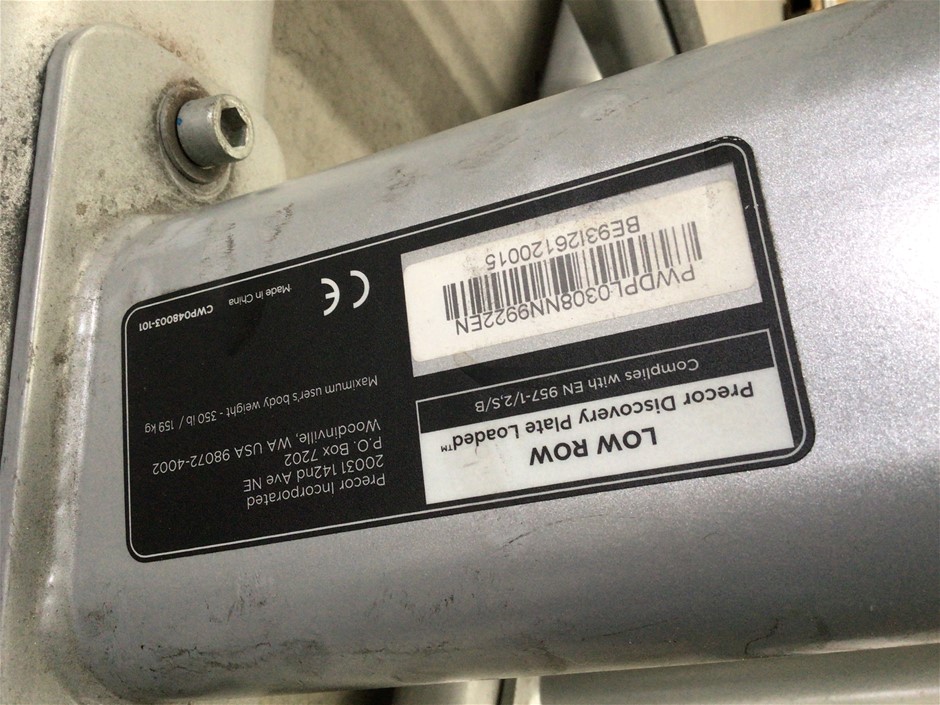 LOW ROW
Precor Discovery Plate Loaded™
Complies with EN 957-1/2,S/B
PWDPL0308NN9922EN
BE93I26120015
Precor Incorporated
20031 142nd Ave NE
P.O. Box 7202
Woodinville, WA USA 98072-4002
Maximum user's body weight - 350 lb / 159 kg
CE
Made in China
CWP048003-101